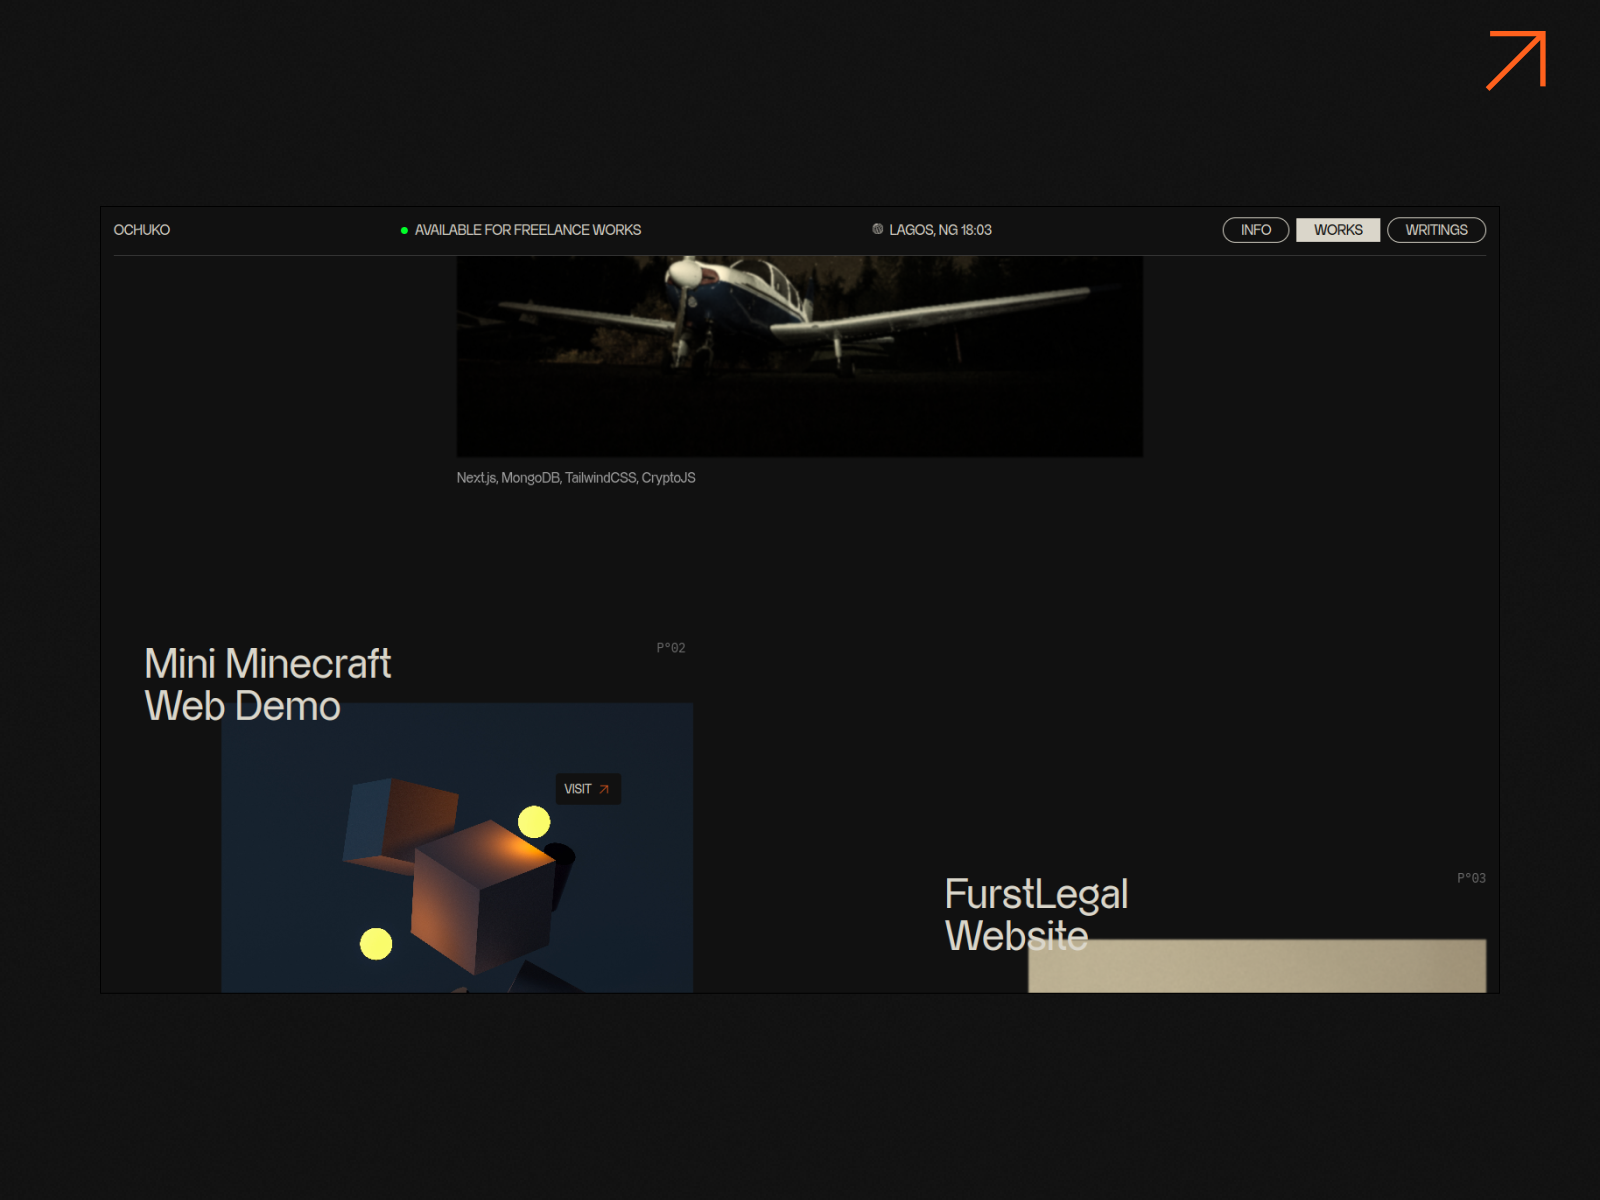 OCHUKO
AVAILABLE FOR FREELANCE WORKS
LAGOS, NG 18:03
INFO
WORKS
WRITINGS
Next.js, MongoDB, TailwindCSS, CryptoJS
Mini Minecraft
Web Demo
P°02
VISIT
FurstLegal
Website
P°03